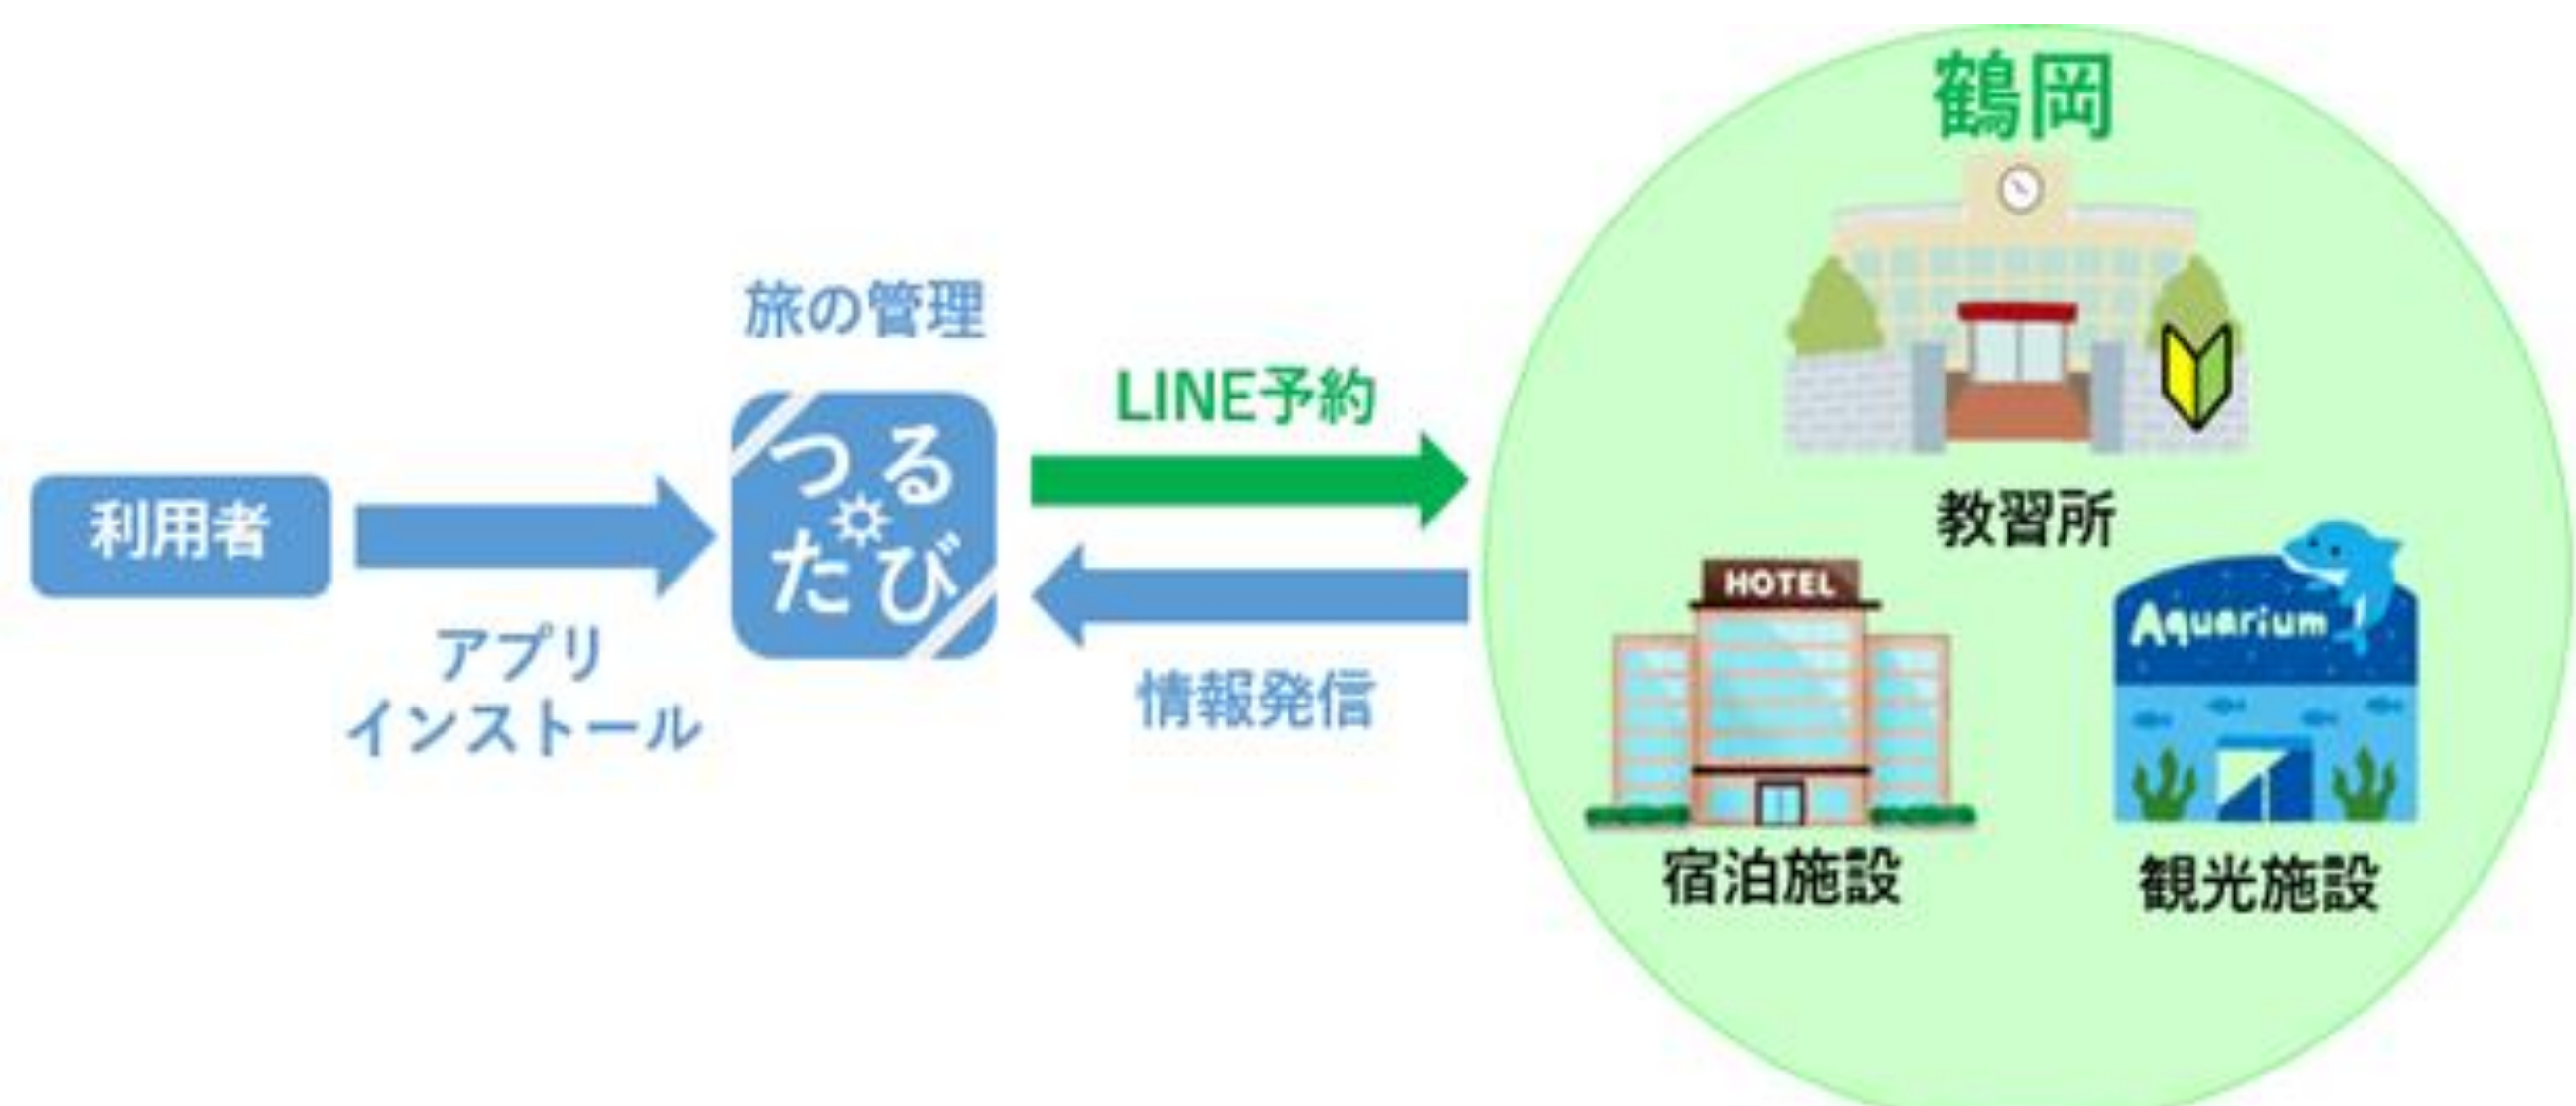 利用者
アプリ
インストール
旅の管理
つる
たび
LINE予約
情報発信
鶴岡
教習所
HOTEL
宿泊施設
Aquarium
観光施設